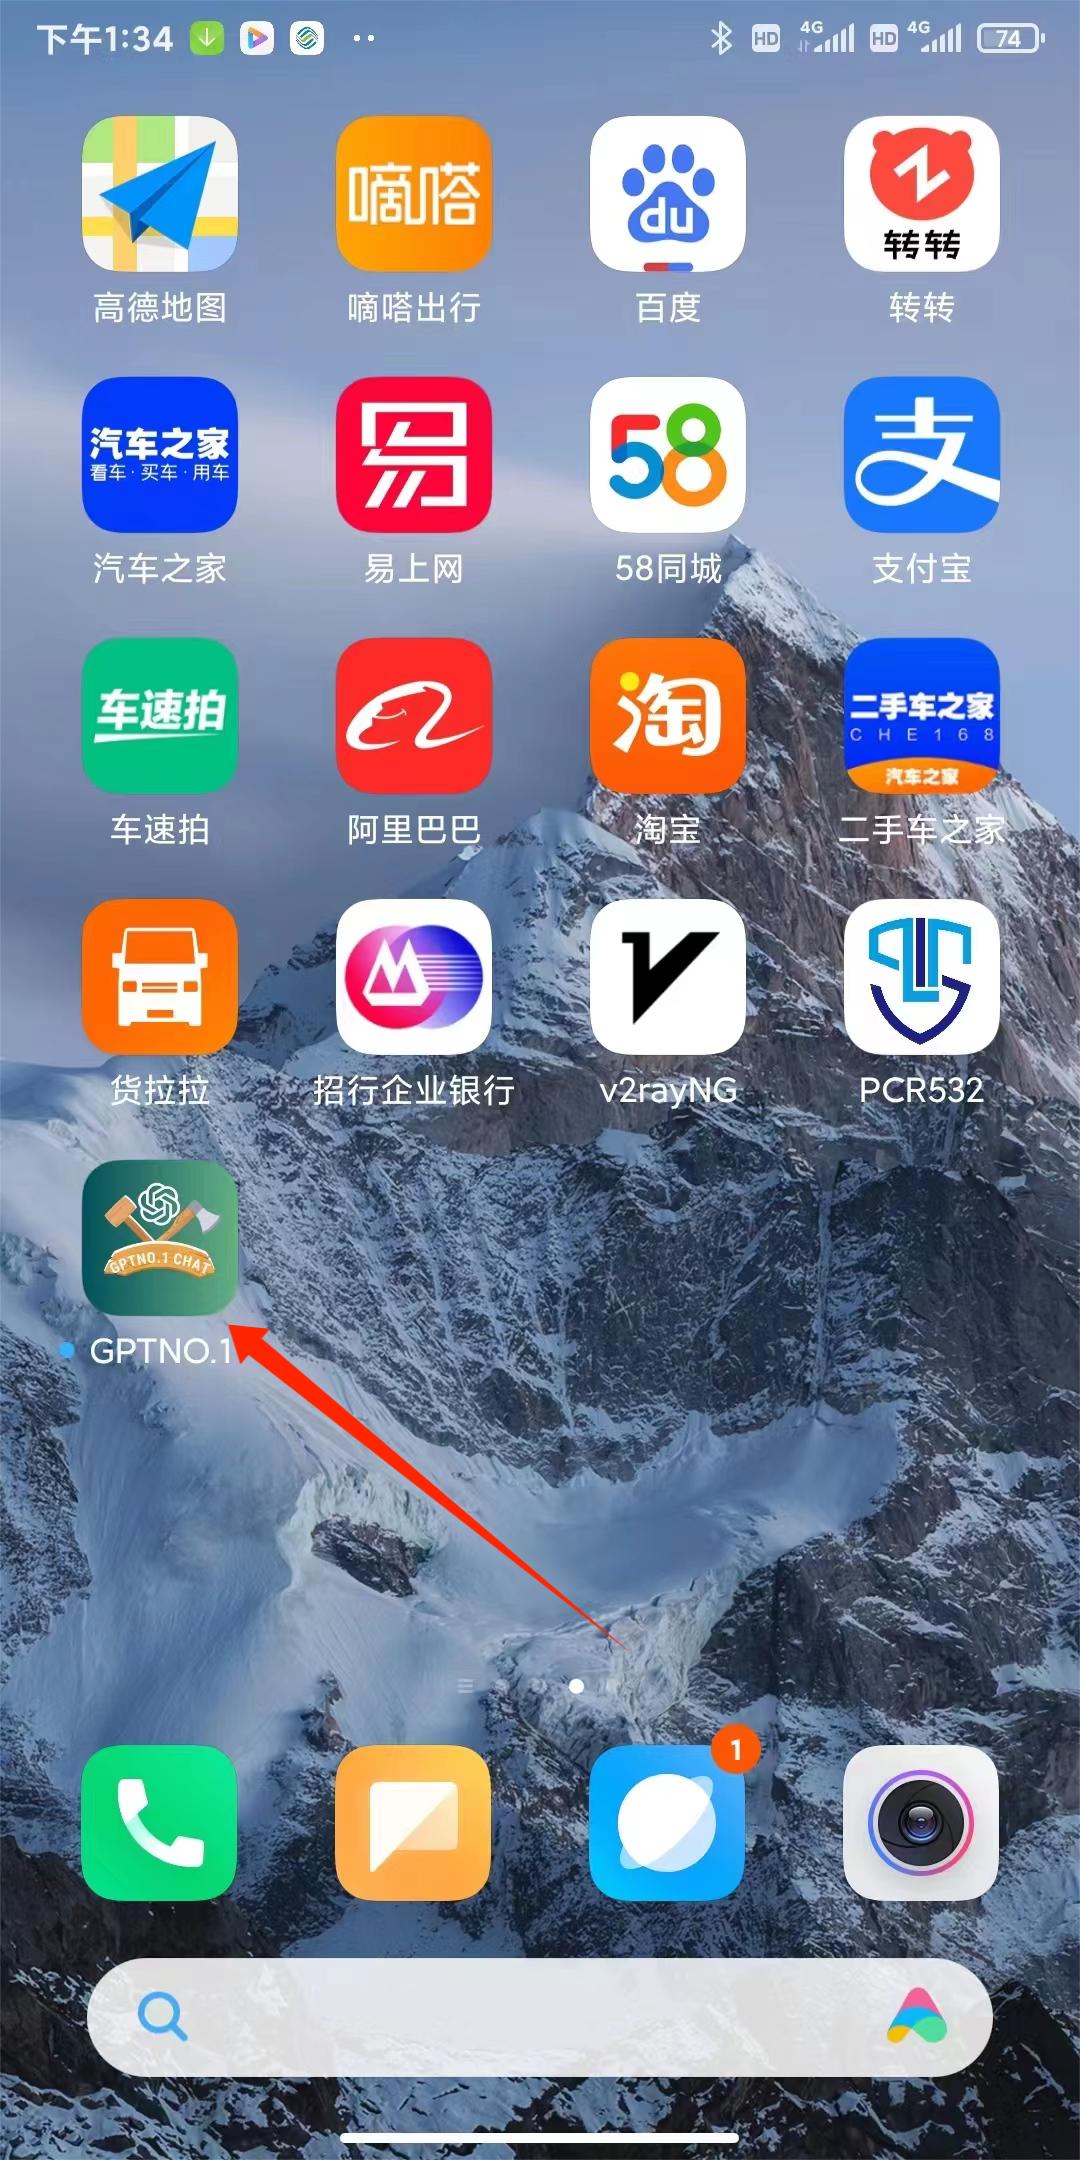 下午1:34
HD 4G HD 4G 74
嘀嗒 du 转转
高德地图 嘀嗒出行 百度 转转
汽车之家 易 58 支
看车·买车·用车
汽车之家 易上网 58同城 支付宝
车速拍 淘 二手车之家
CHE168
汽车之家
车速拍 阿里巴巴 淘宝 二手车之家
货拉拉 招行企业银行 v2rayNG PCR532
GPTNO.1 CHAT
GPTNO.1
1